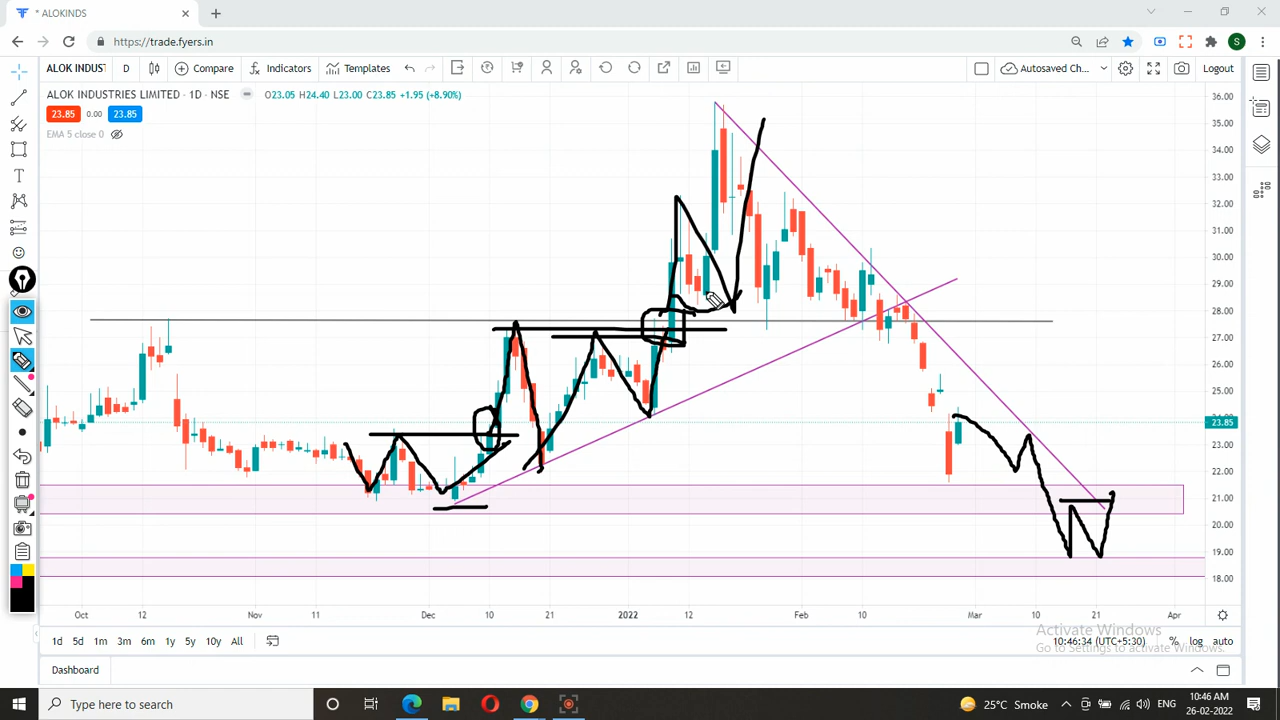 * ALOKINDS
https://trade.fyers.in
ALOK INDUST D Compare Indicators Templates Autosaved Ch... Logout
ALOK INDUSTRIES LIMITED · 1D · NSE O23.05 H24.40 L23.00 C23.85 +1.95 (+8.90%)
23.85 0.00 23.85
EMA 5 close 0
36.00
35.00
34.00
33.00
32.00
31.00
30.00
29.00
28.00
27.00
26.00
25.00
24.00
23.85
23.00
22.00
21.00
20.00
19.00
18.00
Oct 12 Nov 11 Dec 10 21 2022 12 Feb 10 Mar 10 21 Apr
Activate Windows
1d 5d 1m 3m 6m 1y 5y 10y All 10:46:34 (UTC+5:30) % log auto
Go to Settings to activate Windows.
Dashboard
Type here to search 25°C Smoke ENG 10:46 AM
26-02-2022
S
T